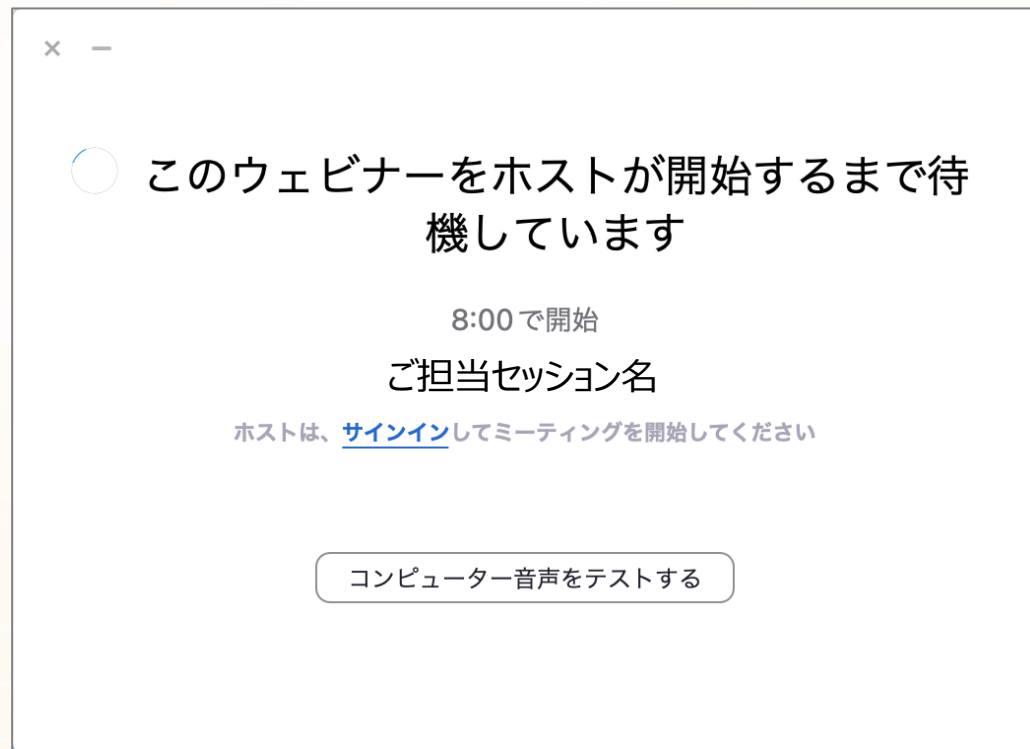 このウェビナーをホストが開始するまで待
機しています
8:00で開始
ご担当セッション名
ホストは、サインインしてミーティングを開始してください
コンピューター音声をテストする